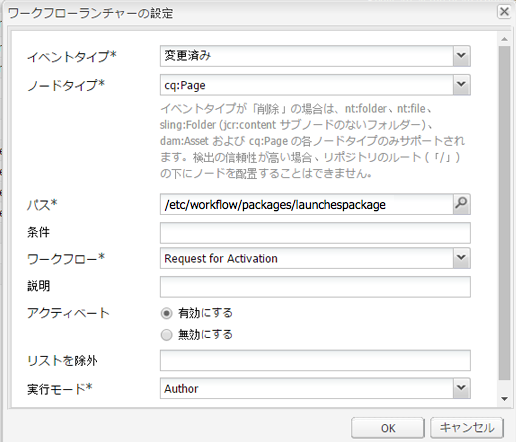 ワークフローランチャーの設定
イベントタイプ* 変更済み
ノードタイプ* cq:Page
イベントタイプが「削除」の場合は、nt:folder、nt:file、
sling:Folder (jcr:content サブノードのないフォルダー)、
dam:Asset および cq:Page の各ノードタイプのみサポートされ
ます。検出の信頼性が高い場合、リポジトリのルート (「/」)
の下にノードを配置することはできません。
パス* /etc/workflow/packages/launchespackage
条件
ワークフロー* Request for Activation
説明
アクティベート 有効にする
無効にする
リストを除外
実行モード* Author
OK キャンセル